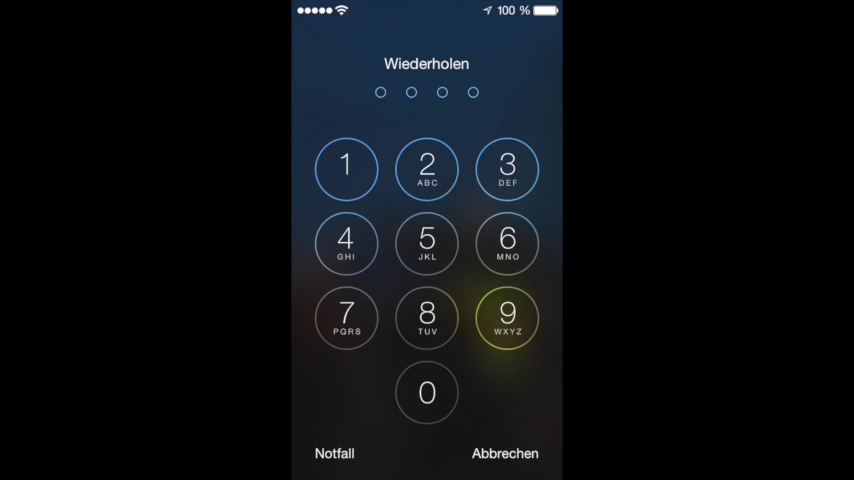 100 %
Wiederholen
1 2 3
ABC DEF
4 5 6
GHI JKL MNO
7 8 9
PQRS TUV WXYZ
0
Notfall Abbrechen